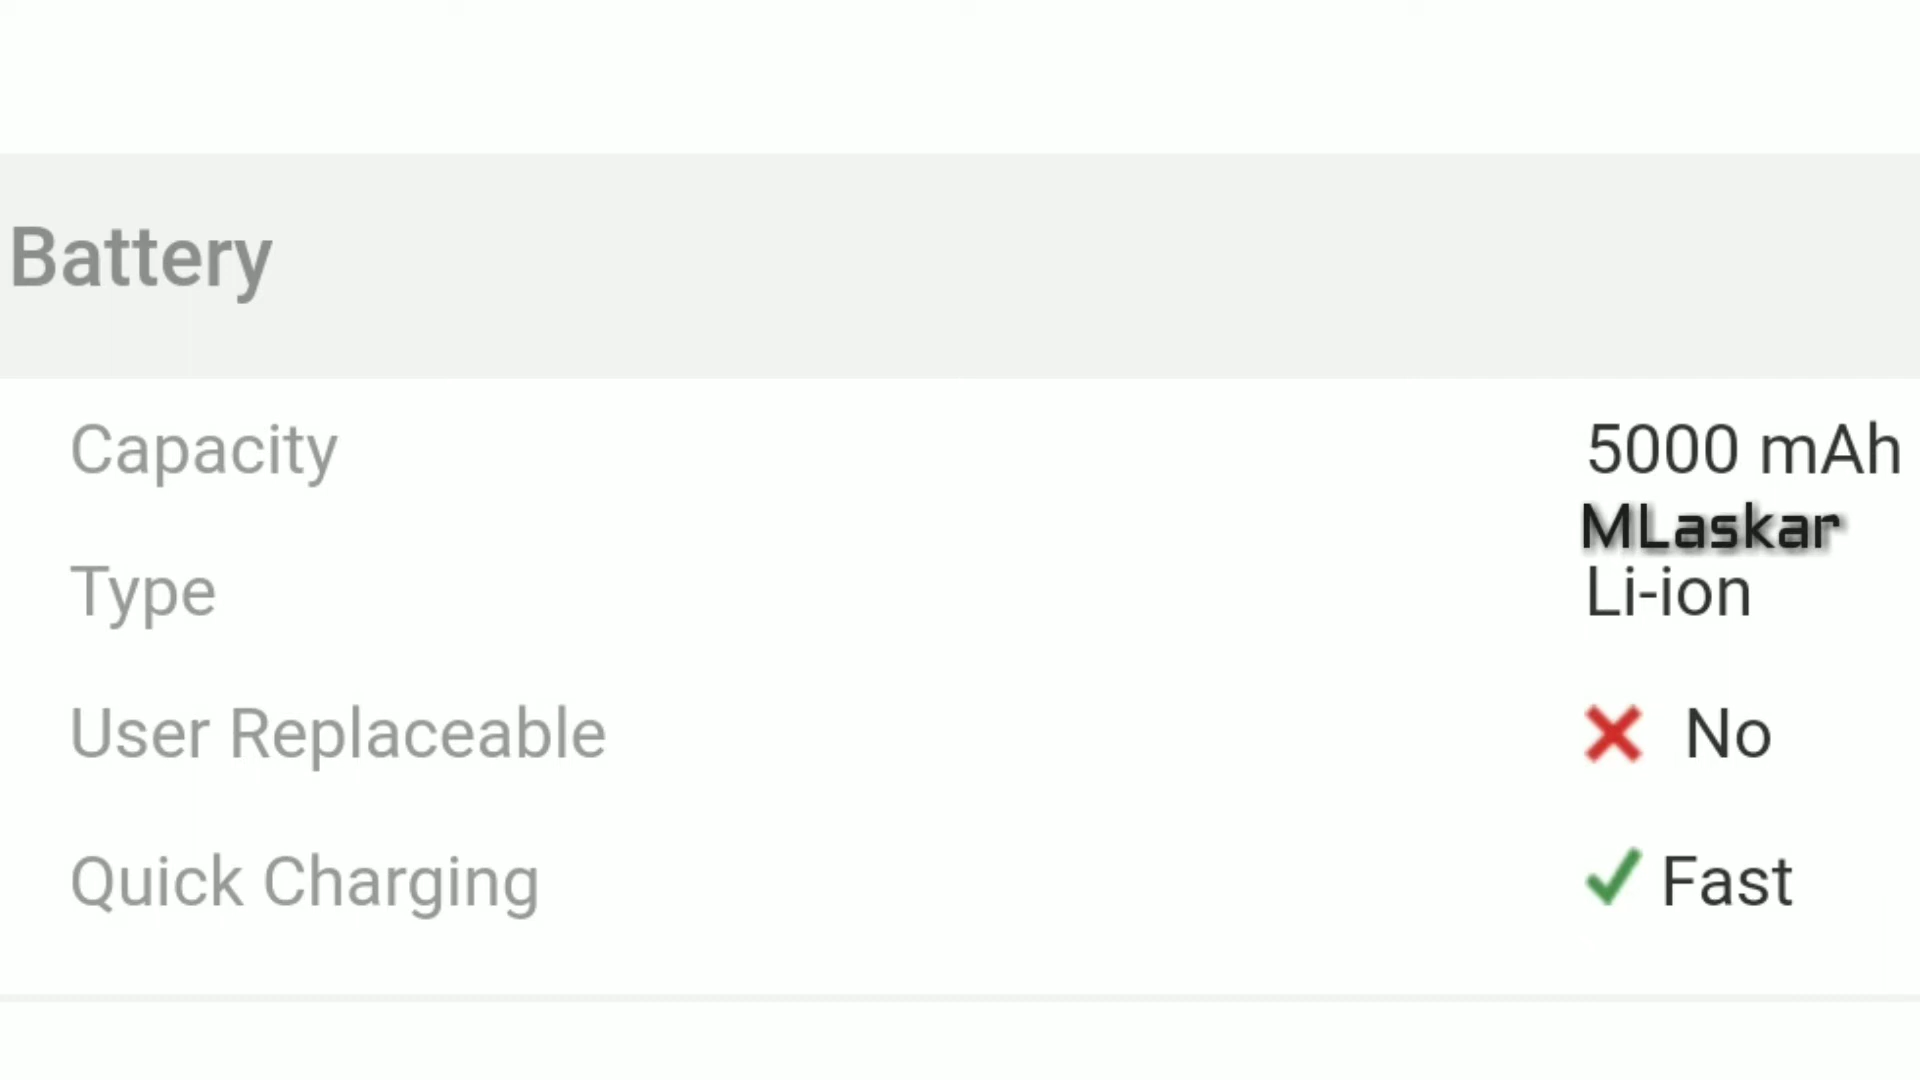 Battery
Capacity 5000 mAh
MLaskar
Type Li-ion
User Replaceable No
Quick Charging Fast